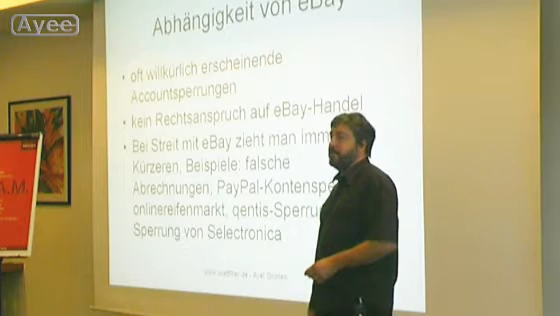 Ayee
Abhängigkeit von eBay
• oft willkürlich erscheinende
Accountsperrungen
• kein Rechtsanspruch auf eBay-Handel
• Bei Streit mit eBay zieht man imm
Kürzeren, Beispiele: falsche
Abrechnungen, PayPal-Kontenspe
onlinereifenmarkt, qentis-Sperru
Sperrung von Selectronica
A.M.